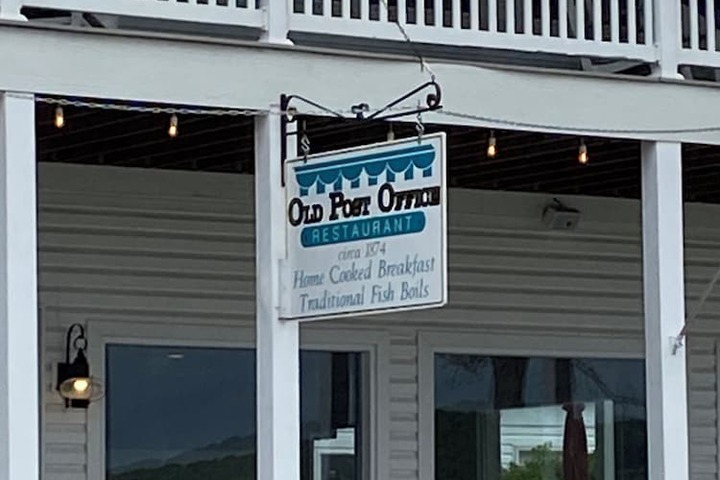 Old Post Office
RESTAURANT
circa 1874
Home Cooked Breakfast
Traditional Fish Boils